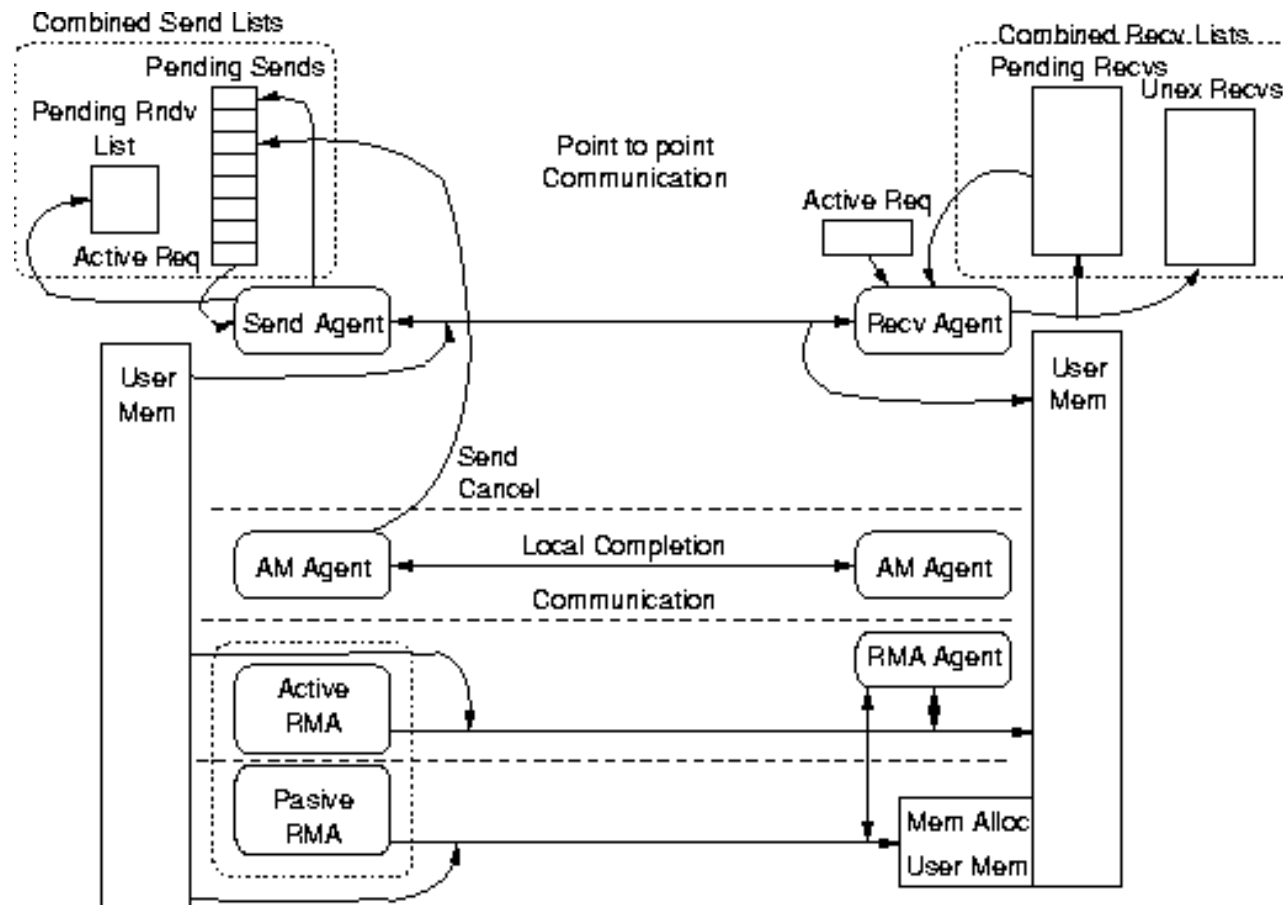 Combined Send Lists
Pending Sends
Pending Rndv
List
Active Req
Send Agent
User
Mem
Point to point
Communication
Combined Recv Lists
Pending Recvs
Unex Recvs
Active Req
Recv Agent
User
Mem
Send
Cancel
AM Agent
Local Completion
AM Agent
Communication
RMA Agent
Active
RMA
Pasive
RMA
Mem Alloc
User Mem